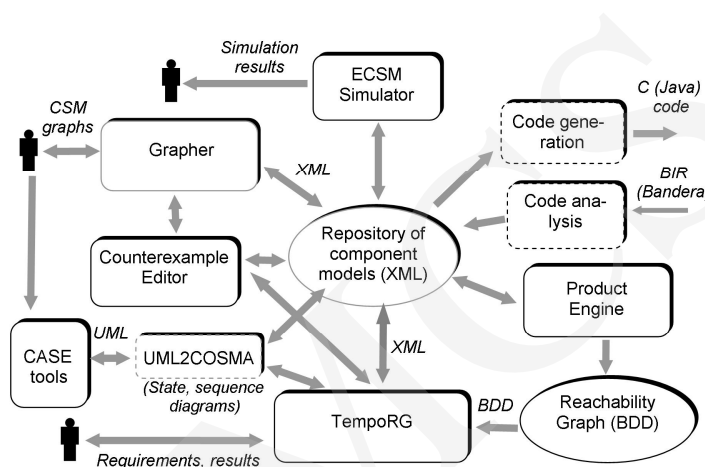 Simulation
results
ECSM
Simulator
C (Java)
code
CSM
graphs
Code gene-
ration
Grapher
XML
BIR
(Bandera
Code ana-
lysis
Repository of
component
models (XML)
Counterexample
Editor
Product
Engine
UML
XML
CASE
tools
UML2COSMA
(State, sequence
diagrams)
TempoRG
BDD
Reachability
Graph (BDD)
Requirements, results